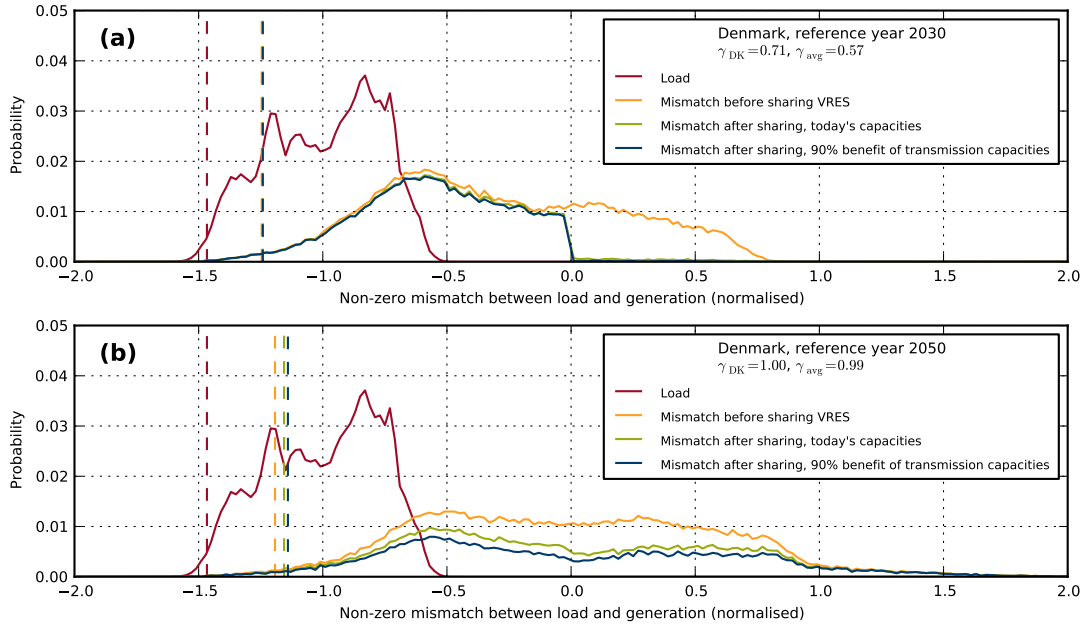 0.05
(a)
Denmark, reference year 2030
γ DK=0.71, γ avg=0.57
0.04
Load
Mismatch before sharing VRES
0.03
Mismatch after sharing, today's capacities
Mismatch after sharing, 90% benefit of transmission capacities
Probability
0.02
0.01
0.00
−2.0 −1.5 −1.0 −0.5 0.0 0.5 1.0 1.5 2.0
Non-zero mismatch between load and generation (normalised)
0.05
(b)
Denmark, reference year 2050
γ DK=1.00, γ avg=0.99
0.04
Load
Mismatch before sharing VRES
0.03
Mismatch after sharing, today's capacities
Mismatch after sharing, 90% benefit of transmission capacities
Probability
0.02
0.01
0.00
−2.0 −1.5 −1.0 −0.5 0.0 0.5 1.0 1.5 2.0
Non-zero mismatch between load and generation (normalised)